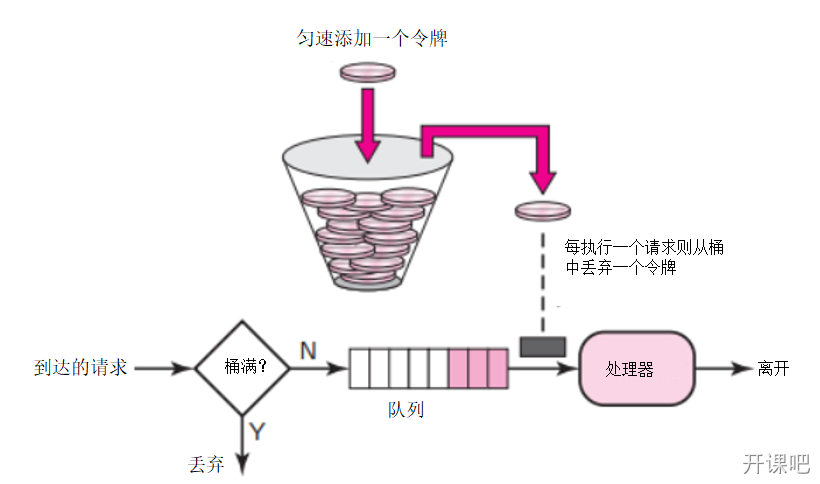 匀速添加一个令牌
每执行一个请求则从桶
中丢弃一个令牌
到达的请求
桶满?
N
队列
处理器
离开
Y
丢弃
开课吧